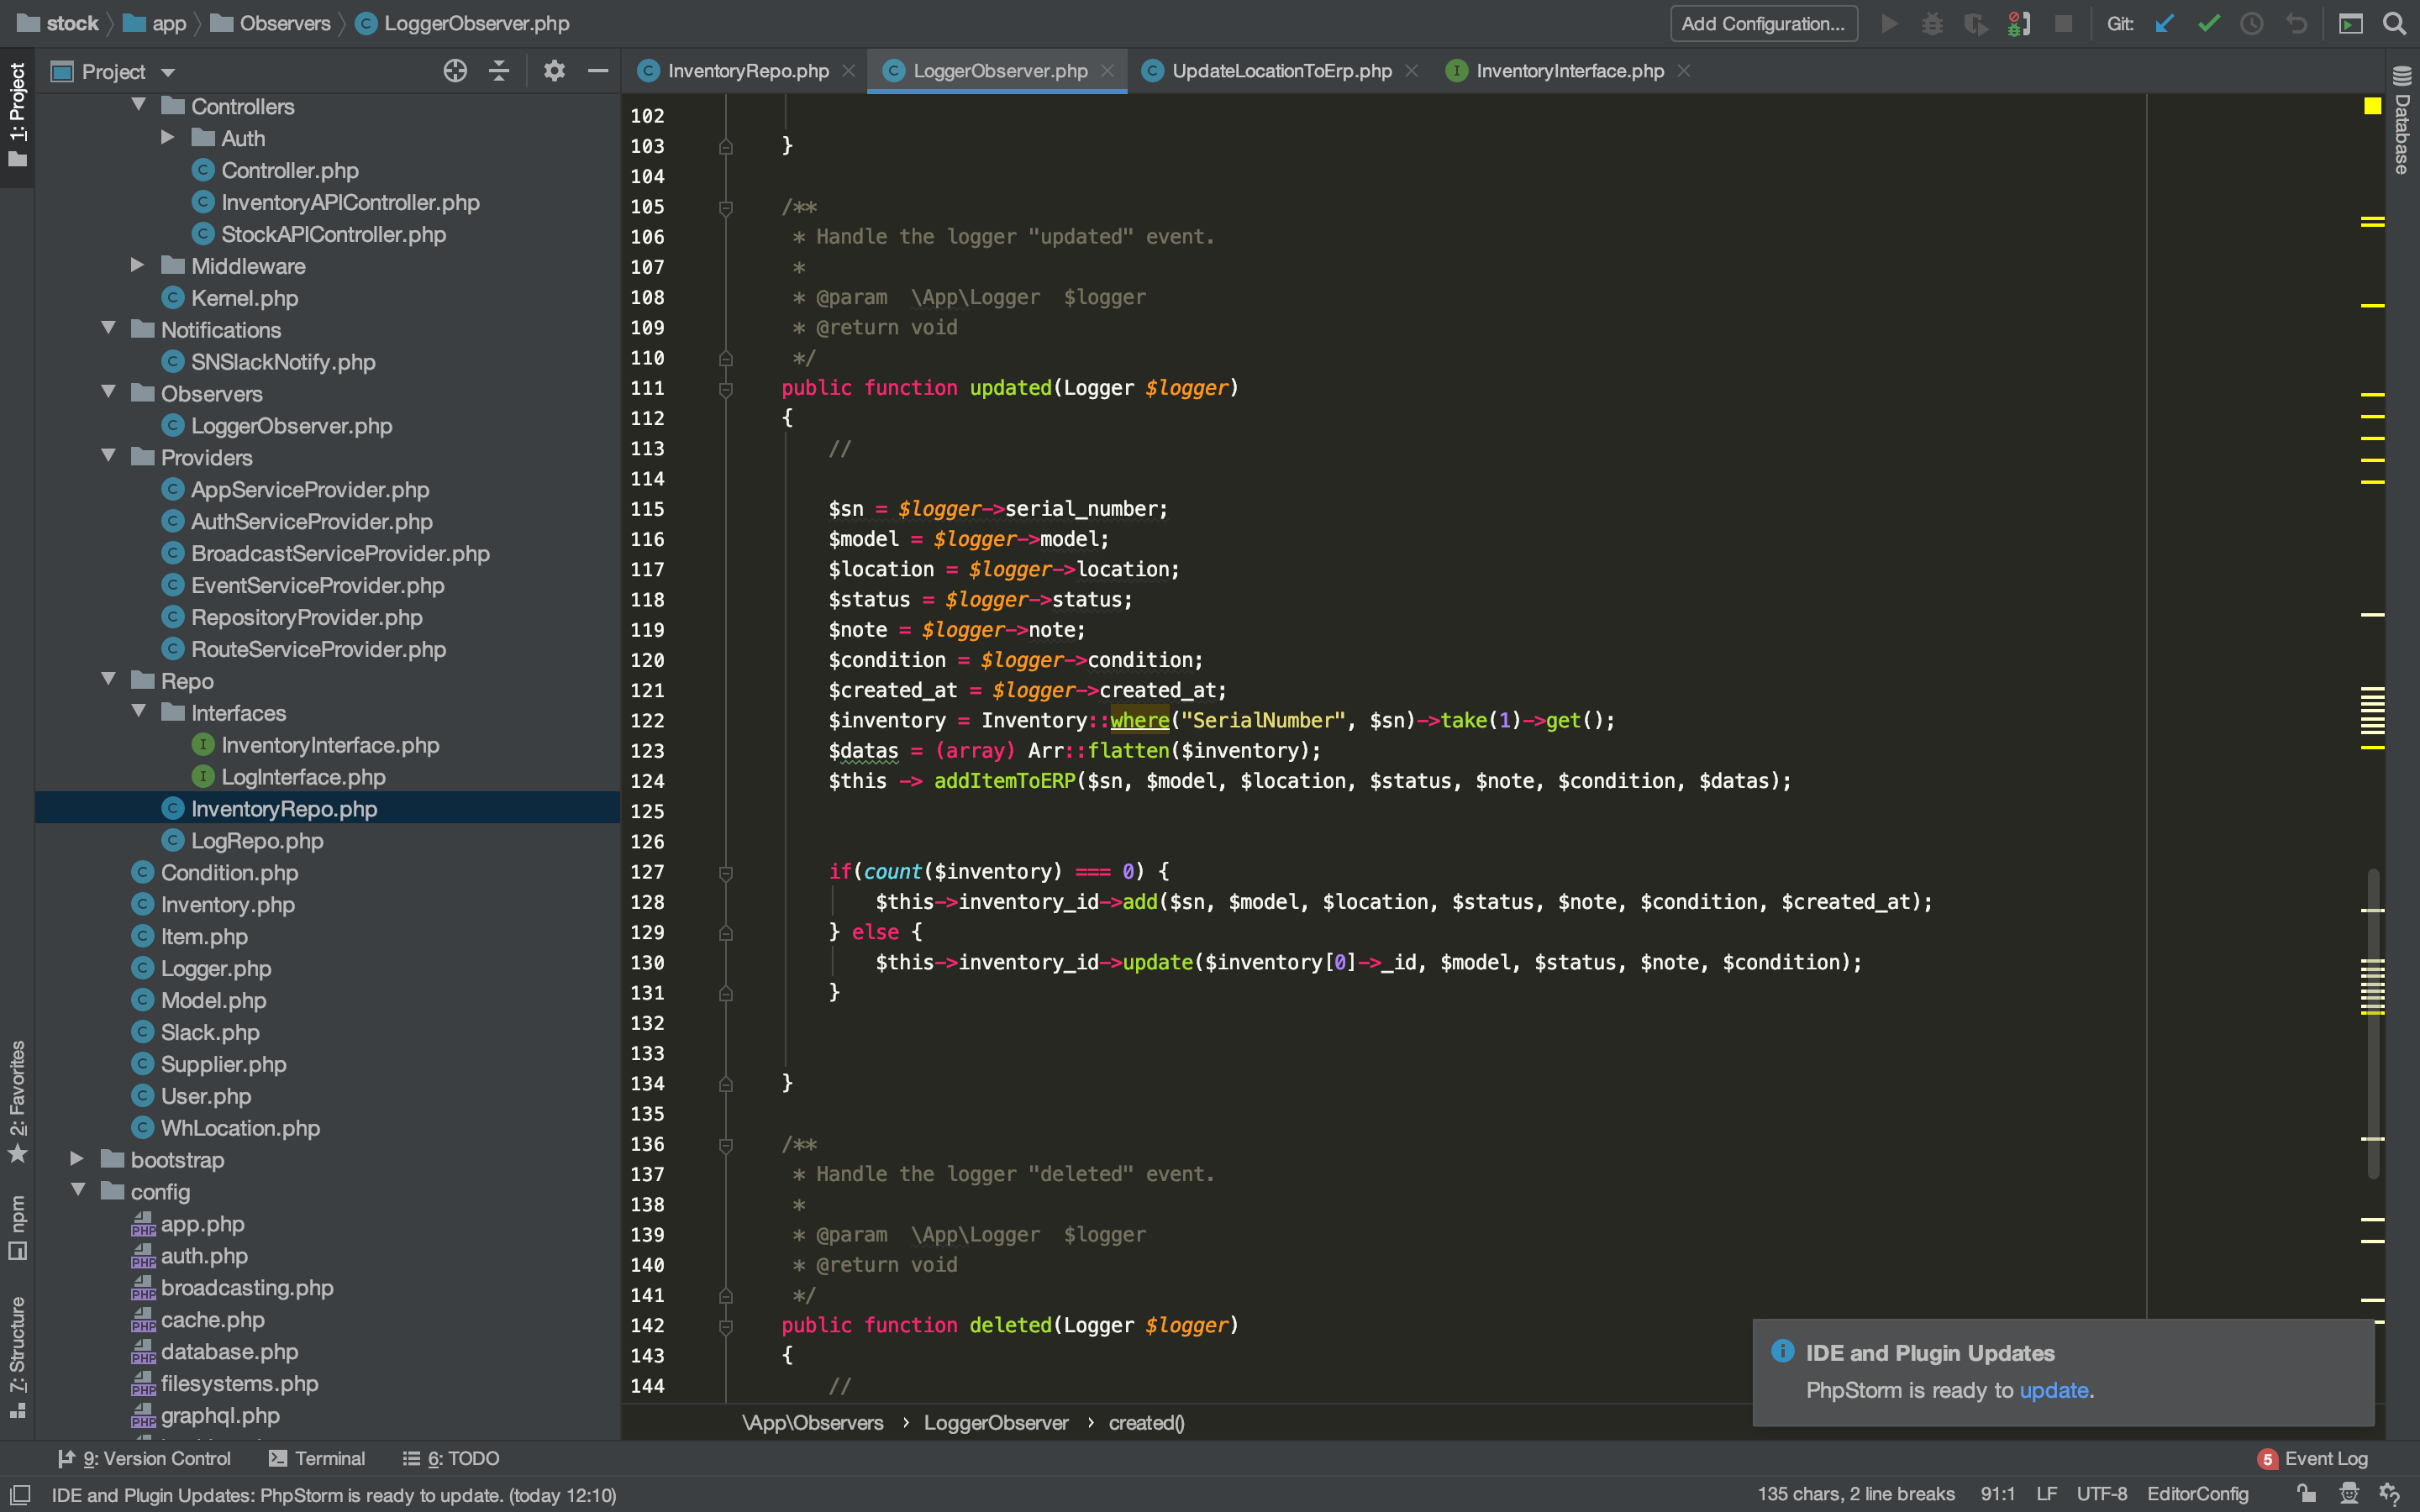 stock app Observers LoggerObserver.php
Add Configuration... Git:
1: Project
Project
InventoryRepo.php LoggerObserver.php UpdateLocationToErp.php InventoryInterface.php
Database
Controllers
Auth
Controller.php
InventoryAPIController.php
StockAPIController.php
Middleware
Kernel.php
Notifications
SNSlackNotify.php
Observers
LoggerObserver.php
Providers
AppServiceProvider.php
AuthServiceProvider.php
BroadcastServiceProvider.php
EventServiceProvider.php
RepositoryProvider.php
RouteServiceProvider.php
Repo
Interfaces
InventoryInterface.php
LogInterface.php
InventoryRepo.php
LogRepo.php
Condition.php
Inventory.php
Item.php
Logger.php
Model.php
Slack.php
Supplier.php
User.php
WhLocation.php
bootstrap
config
app.php
auth.php
broadcasting.php
cache.php
database.php
filesystems.php
graphql.php
2: Favorites
npm
7: Structure
102
103 }
104
105 /**
106 * Handle the logger "updated" event.
107 *
108 * @param \App\Logger $logger
109 * @return void
110 */
111 public function updated(Logger $logger)
112 {
113 //
114
115 $sn = $logger->serial_number;
116 $model = $logger->model;
117 $location = $logger->location;
118 $status = $logger->status;
119 $note = $logger->note;
120 $condition = $logger->condition;
121 $created_at = $logger->created_at;
122 $inventory = Inventory::where("SerialNumber", $sn)->take(1)->get();
123 $datas = (array) Arr::flatten($inventory);
124 $this -> addItemToERP($sn, $model, $location, $status, $note, $condition, $datas);
125
126
127 if(count($inventory) === 0) {
128 $this->inventory_id->add($sn, $model, $location, $status, $note, $condition, $created_at);
129 } else {
130 $this->inventory_id->update($inventory[0]->_id, $model, $status, $note, $condition);
131 }
132
133
134 }
135
136 /**
137 * Handle the logger "deleted" event.
138 *
139 * @param \App\Logger $logger
140 * @return void
141 */
142 public function deleted(Logger $logger)
143 {
144 //
\App\Observers › LoggerObserver › created()
IDE and Plugin Updates
PhpStorm is ready to update.
9: Version Control Terminal 6: TODO
5 Event Log
IDE and Plugin Updates: PhpStorm is ready to update. (today 12:10)
135 chars, 2 line breaks 91:1 LF UTF-8 EditorConfig